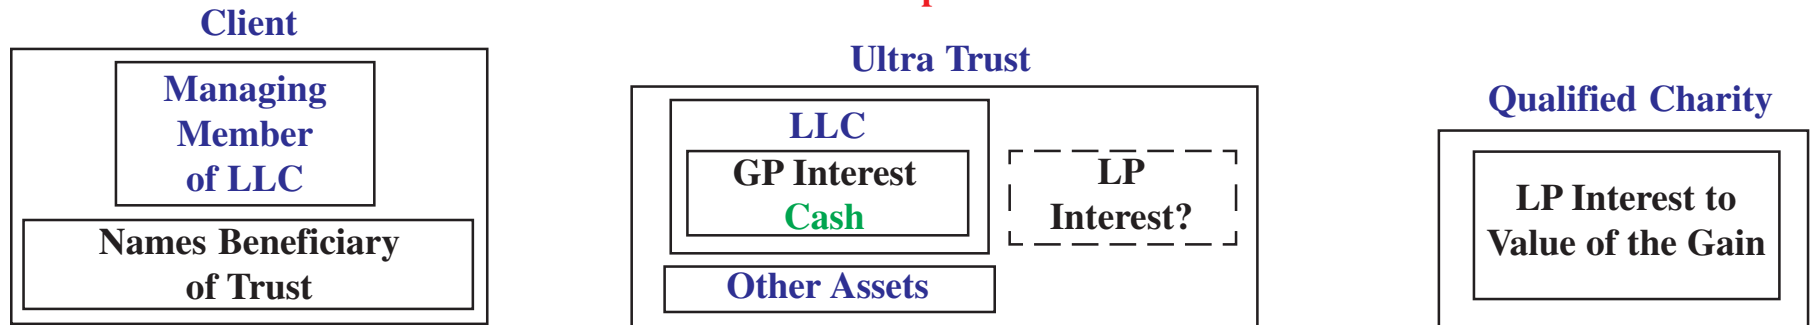 Client
Managing
Member
of LLC
Names Beneficiary
of Trust
Ultra Trust
LLC
GP Interest
Cash
LP
Interest?
Other Assets
Qualified Charity
LP Interest to
Value of the Gain